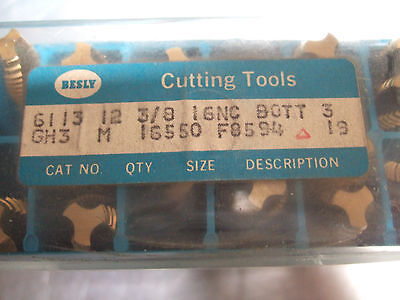 BESLY Cutting Tools
6113 12 3/8 16NC BOTT 3
GH3 M 16550 F8594 19
CAT NO. QTY. SIZE DESCRIPTION